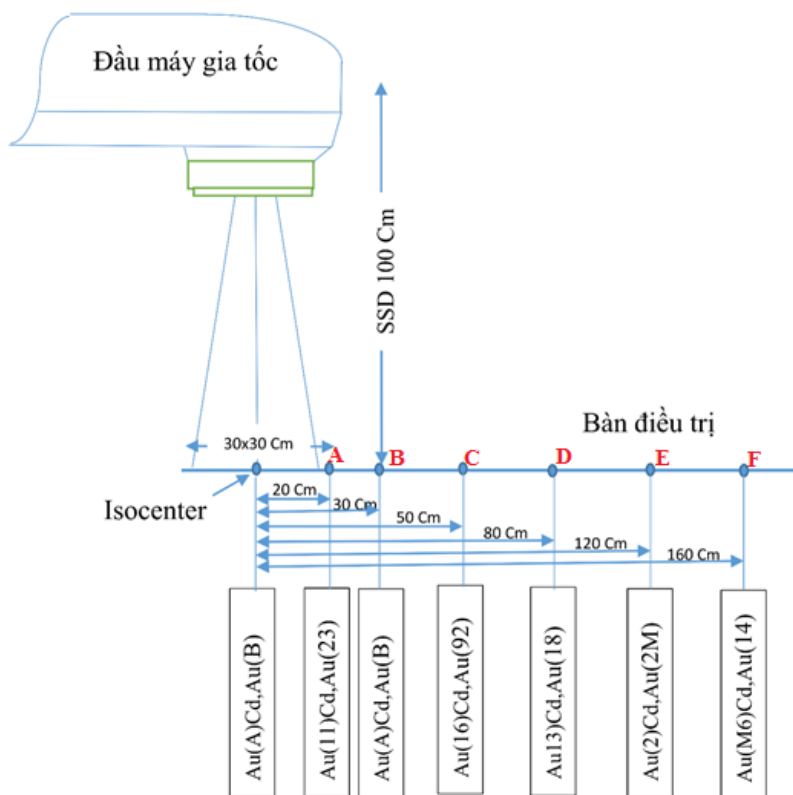 Đầu máy gia tốc
SSD 100 Cm
Bàn điều trị
30x30 Cm
A
B
C
D
E
F
Isocenter
20 Cm
30 Cm
50 Cm
80 Cm
120 Cm
160 Cm
Au(A)Cd,Au(B)
Au(11)Cd,Au(23)
Au(A)Cd,Au(B)
Au(16)Cd,Au(92)
Au13)Cd,Au(18)
Au(2)Cd,Au(2M)
Au(M6)Cd,Au(14)